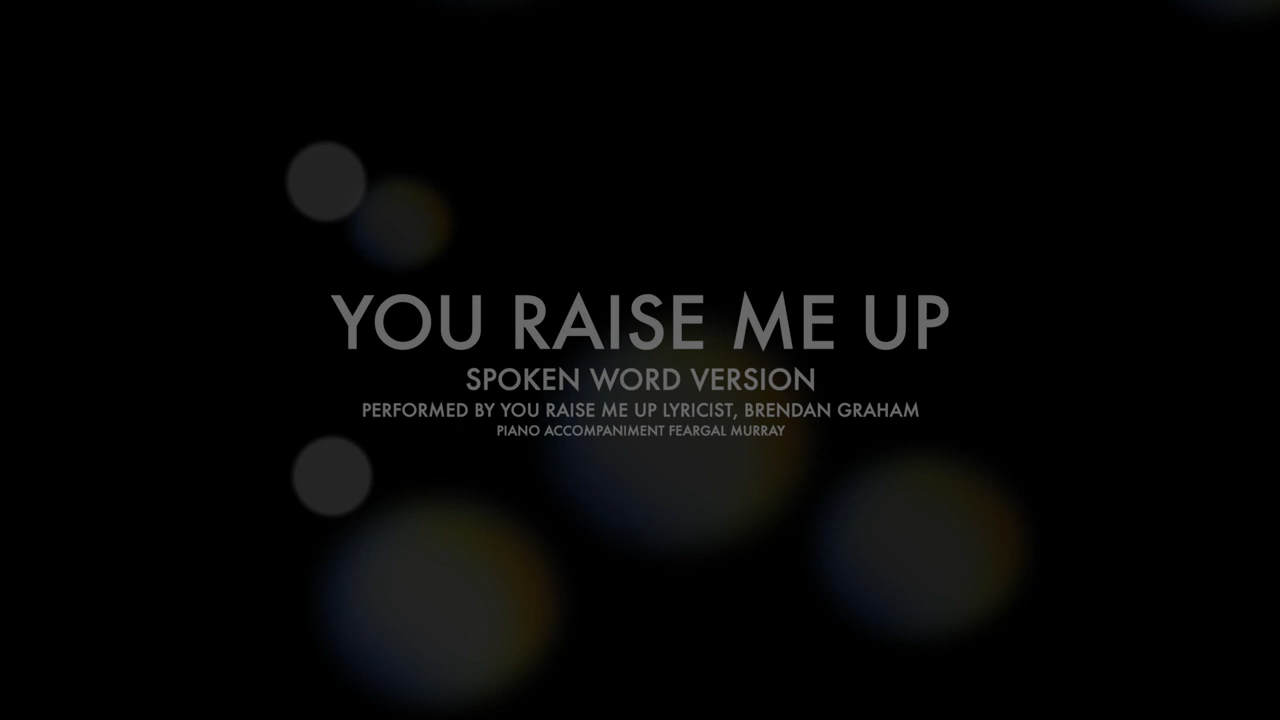 YOU RAISE ME UP
SPOKEN WORD VERSION
PERFORMED BY YOU RAISE ME UP LYRICIST, BRENDAN GRAHAM
PIANO ACCOMPANIMENT FEARGAL MURRAY